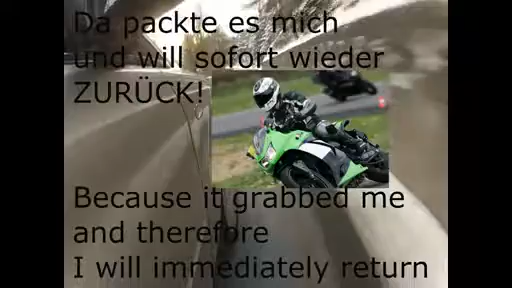 Da packte es mich
und will sofort wieder
ZURÜCK!
Because it grabbed me
and therefore
I will immediately return